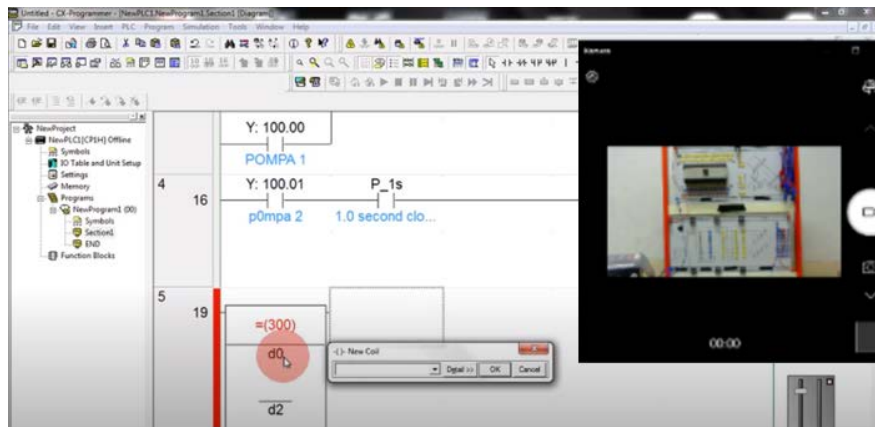 Untitled - CX-Programmer - [NewPLC1.NewProgram1.Section1 [Diagram]]
File Edit View Insert PLC Program Simulation Tools Window Help
NewProject
NewPLC1[CP1H] Offline
Symbols
IO Table and Unit Setup
Settings
Memory
Programs
NewProgram1 (00)
Symbols
Section1
END
Function Blocks
Y: 100.00
POMPA 1
4
16
Y: 100.01
P_1s
p0mpa 2
1.0 second clo...
5
19
=(300)
d0
d2
New Coil
Detail >>
OK
Cancel
00:00